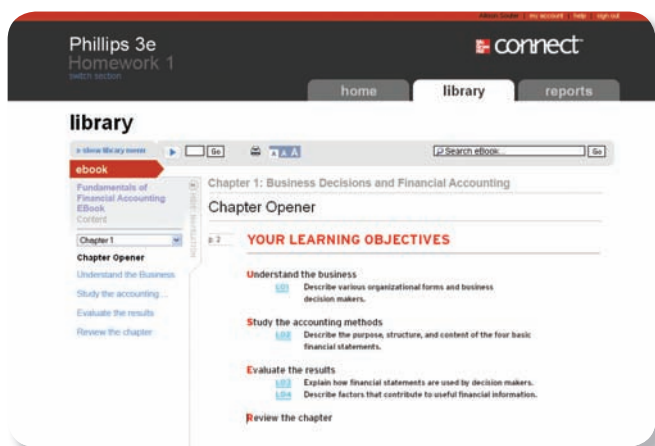 my account | help | sign out
Phillips 3e
Homework 1
switch section
connect
home library reports
library
Go
A A A
Search eBook...
Go
ebook
Fundamentals of
Financial Accounting
EBook
Content
Chapter 1
Chapter Opener
Understand the Business
Study the accounting ...
Evaluate the results
Review the chapter
HIDE NAVIGATION
Chapter 1: Business Decisions and Financial Accounting
Chapter Opener
p 2
YOUR LEARNING OBJECTIVES
Understand the business
LO1 Describe various organizational forms and business
decision makers.
Study the accounting methods
LO2 Describe the purpose, structure, and content of the four basic
financial statements.
Evaluate the results
LO3 Explain how financial statements are used by decision makers.
LO4 Describe factors that contribute to useful financial information.
Review the chapter